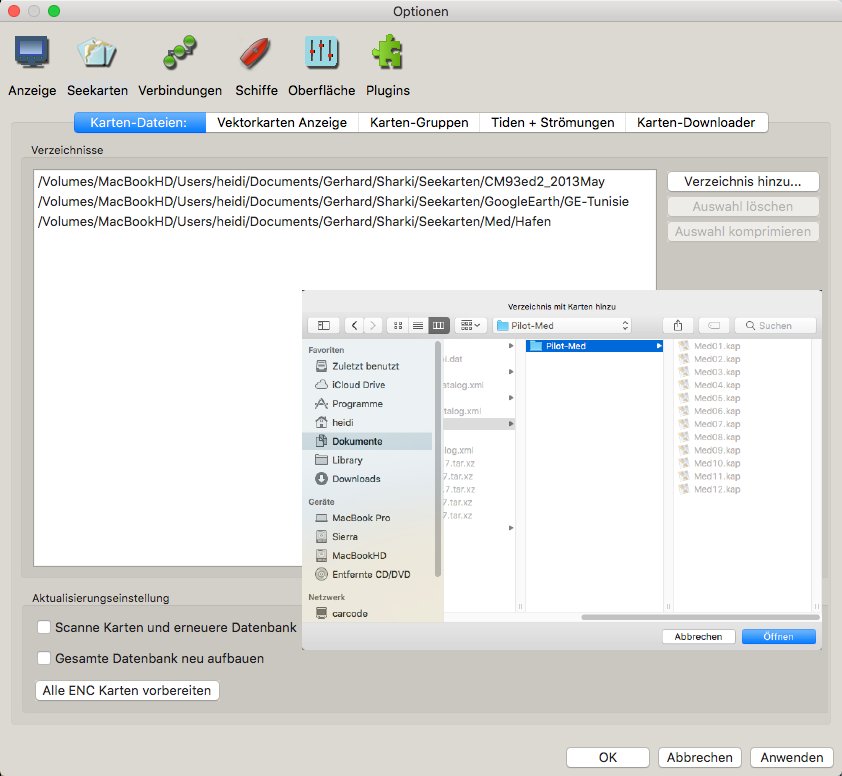 Optionen
Anzeige Seekarten Verbindungen Schiffe Oberfläche Plugins
Karten-Dateien: Vektorkarten Anzeige Karten-Gruppen Tiden + Strömungen Karten-Downloader
Verzeichnisse
/Volumes/MacBookHD/Users/heidi/Documents/Gerhard/Sharki/Seekarten/CM93ed2_2013May
/Volumes/MacBookHD/Users/heidi/Documents/Gerhard/Sharki/Seekarten/GoogleEarth/GE-Tunisie
/Volumes/MacBookHD/Users/heidi/Documents/Gerhard/Sharki/Seekarten/Med/Hafen
Verzeichnis hinzu...
Auswahl löschen
Auswahl komprimieren
Verzeichnis mit Karten hinzu
Pilot-Med
Suchen
Favoriten
Zuletzt benutzt
iCloud Drive
Programme
heidi
Dokumente
Library
Downloads
Geräte
MacBook Pro
Sierra
MacBookHD
Entfernte CD/DVD
Netzwerk
carcode
i.dat
atalog.xml
talog.xml
log.xml
7.tar.xz
7.tar.xz
7.tar.xz
7.tar.xz
7.tar.xz
Pilot-Med
Med01.kap
Med02.kap
Med03.kap
Med04.kap
Med05.kap
Med06.kap
Med07.kap
Med08.kap
Med09.kap
Med10.kap
Med11.kap
Med12.kap
Abbrechen Öffnen
Aktualisierungseinstellung
Scanne Karten und erneuere Datenbank
Gesamte Datenbank neu aufbauen
Alle ENC Karten vorbereiten
OK Abbrechen Anwenden